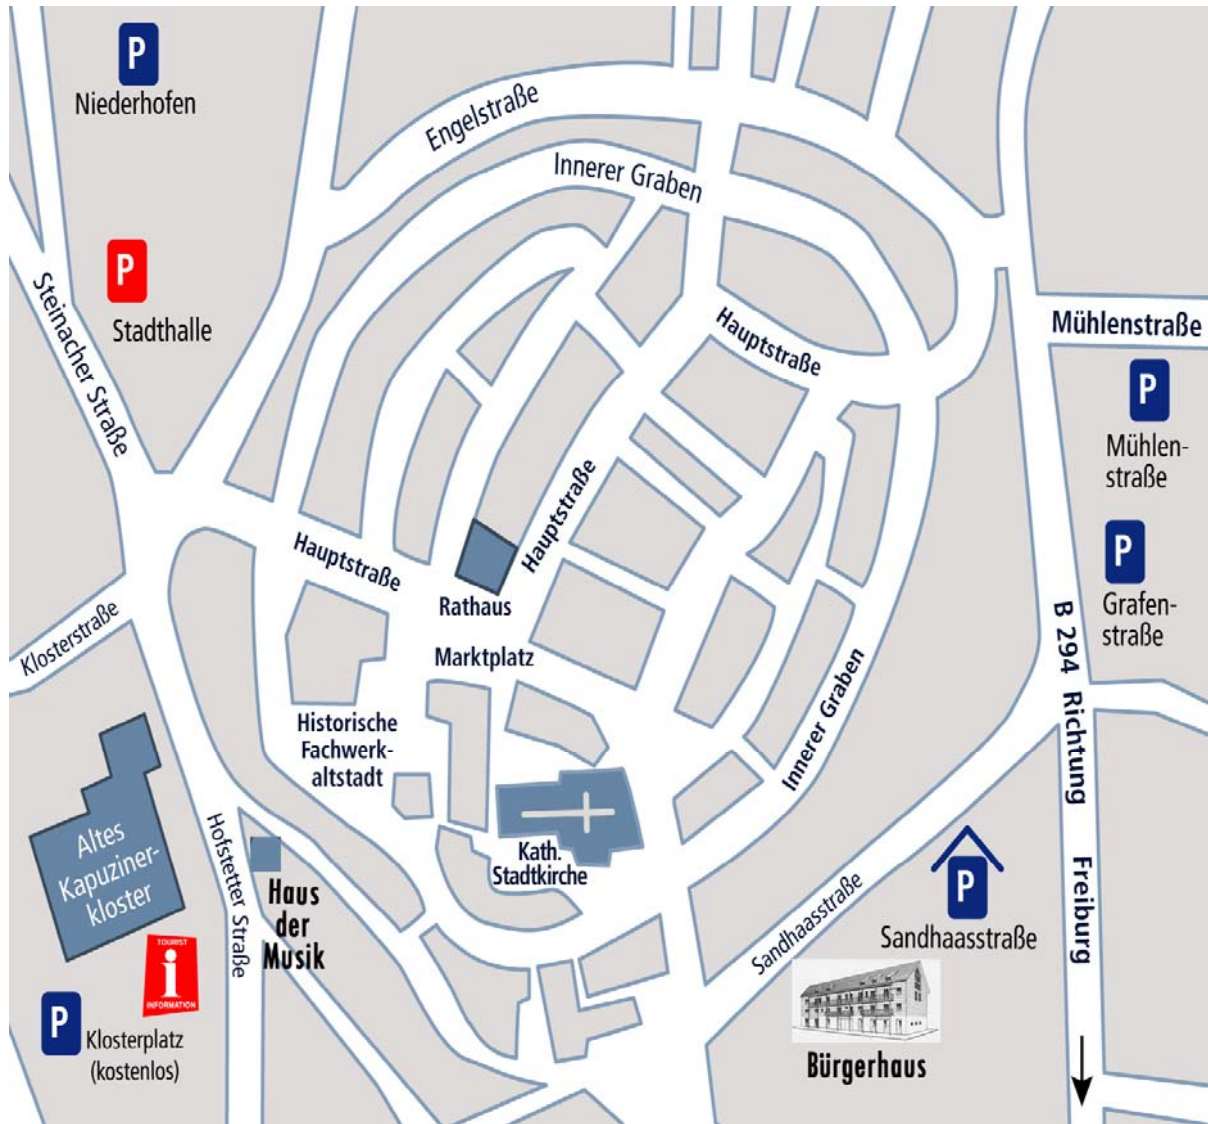 P
Niederhofen
Engelstraße
Innerer Graben
P
Stadthalle
Steinacher Straße
Hauptstraße
Mühlenstraße
P
Mühlen-
straße
P
Grafen-
straße
Hauptstraße
Hauptstraße
Rathaus
Marktplatz
Klosterstraße
Historische
Fachwerk-
altstadt
Innerer Graben
B 294 Richtung Freiburg
Altes
Kapuziner-
kloster
Hofstetter Straße
Haus
der
Musik
Kath.
Stadtkirche
Sandhaasstraße
P
Sandhaasstraße
TOURIST
i
INFORMATION
P
Klosterplatz
(kostenlos)
Bürgerhaus